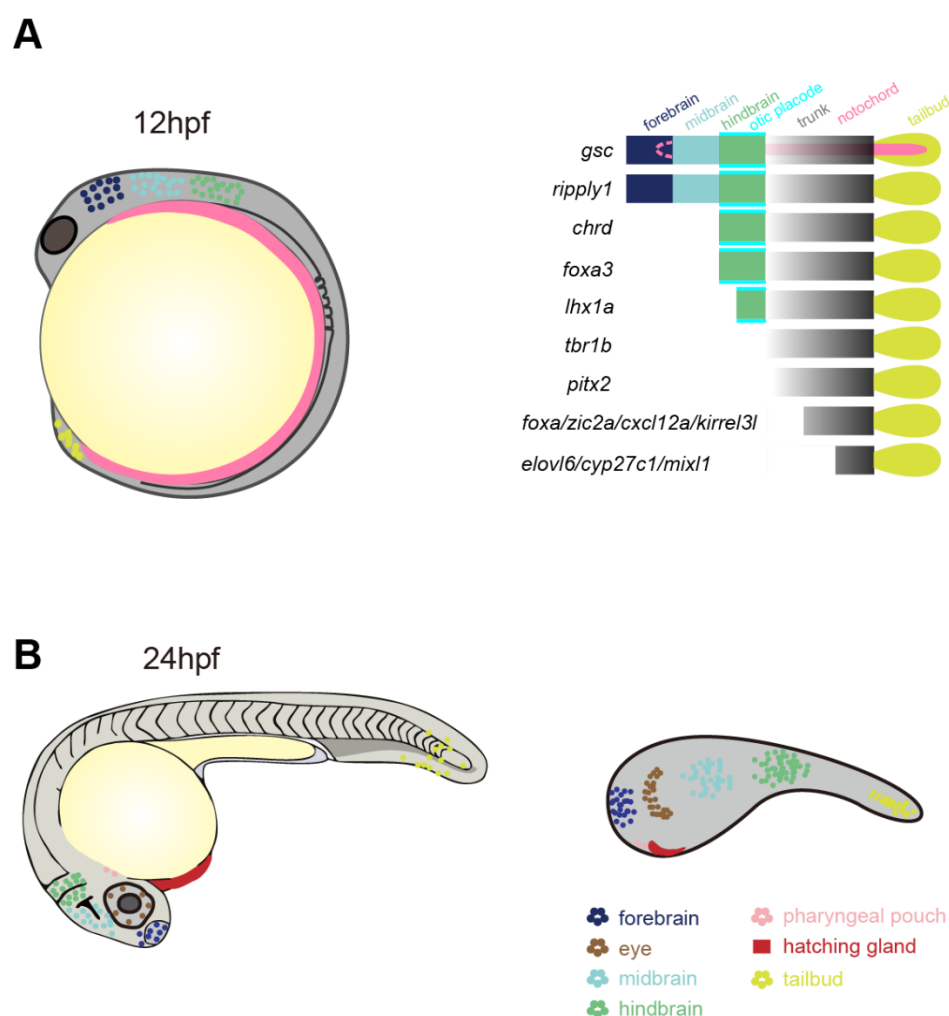 A
12hpf
forebrain
midbrain
hindbrain
otic placode
trunk
notochord
tailbud
gsc
ripply1
chrd
foxa3
lhx1a
tbr1b
pitx2
foxa/zic2a/cxcl12a/kirrel3l
elovl6/cyp27c1/mixl1
B
24hpf
forebrain
eye
midbrain
hindbrain
pharyngeal pouch
hatching gland
tailbud